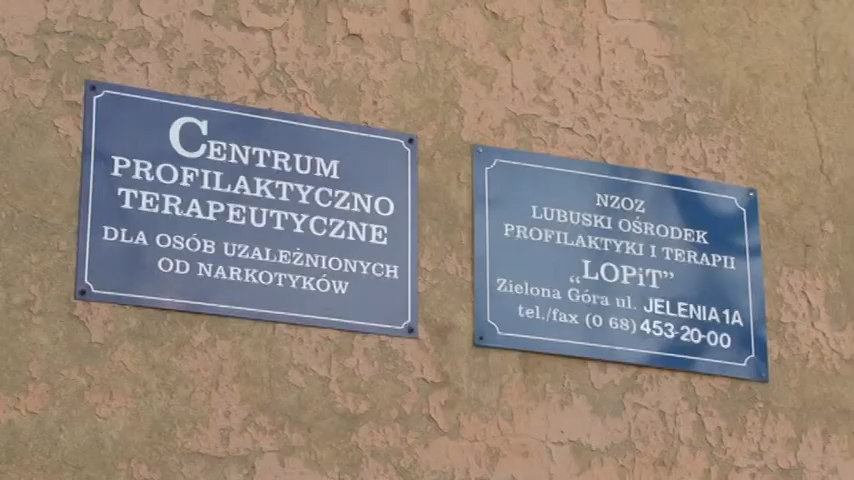 CENTRUM
PROFILAKTYCZNO
TERAPEUTYCZNE
DLA OSÓB UZALEŻNIONYCH
OD NARKOTYKÓW
NZOZ
LUBUSKI OŚRODEK
PROFILAKTYKI I TERAPII
„LOPiT”
Zielona Góra ul. JELENIA 1A
tel./fax (0 68) 453-20-00